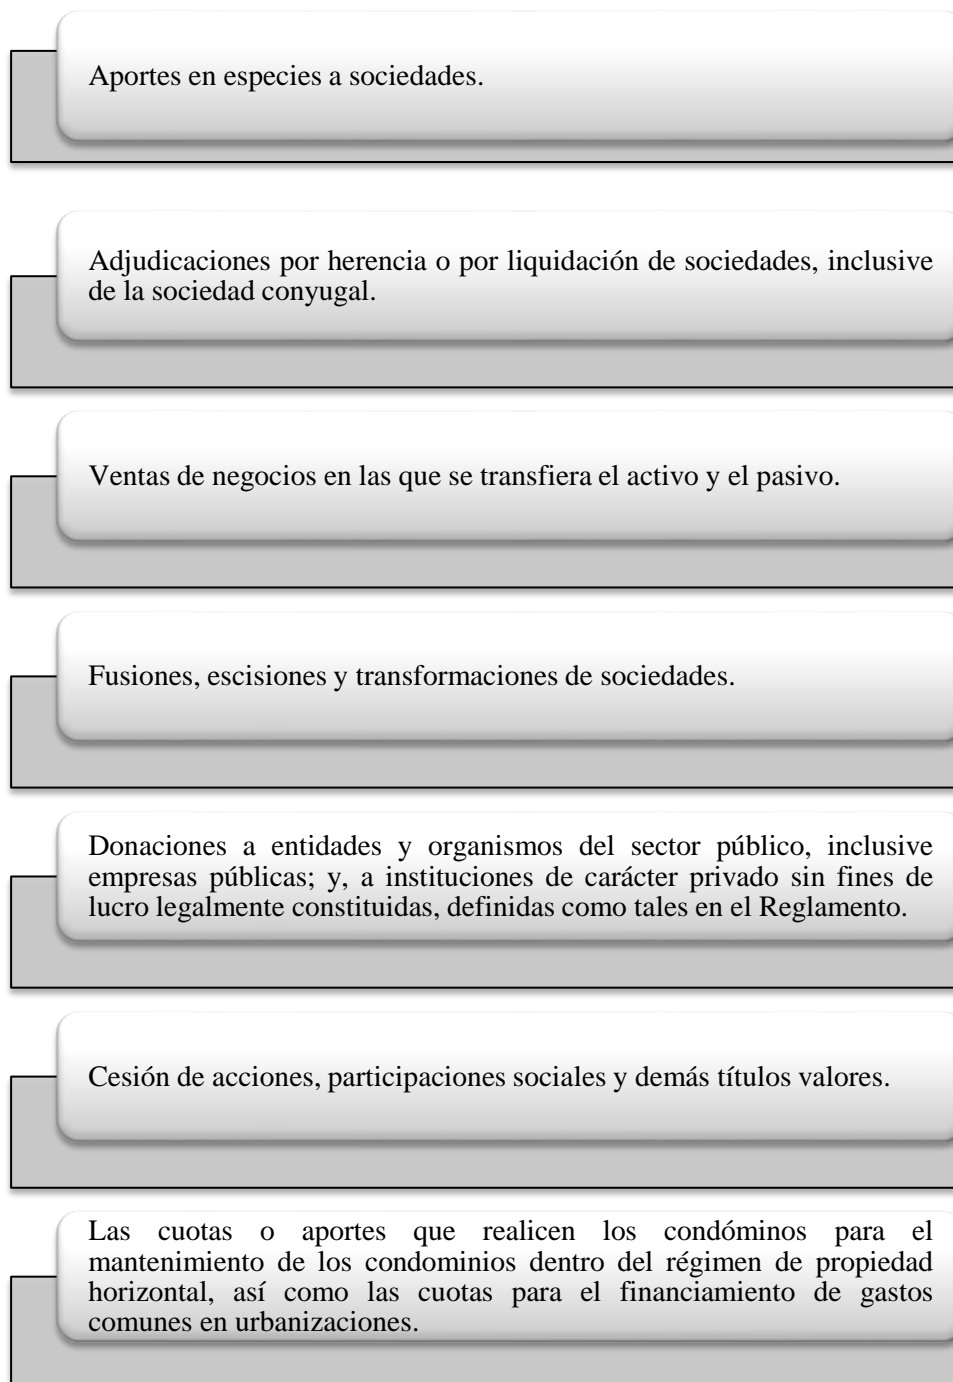 Aportes en especies a sociedades.
Adjudicaciones por herencia o por liquidación de sociedades, inclusive
de la sociedad conyugal.
Ventas de negocios en las que se transfiera el activo y el pasivo.
Fusiones, escisiones y transformaciones de sociedades.
Donaciones a entidades y organismos del sector público, inclusive
empresas públicas; y, a instituciones de carácter privado sin fines de
lucro legalmente constituidas, definidas como tales en el Reglamento.
Cesión de acciones, participaciones sociales y demás títulos valores.
Las cuotas o aportes que realicen los condóminos para el
mantenimiento de los condominios dentro del régimen de propiedad
horizontal, así como las cuotas para el financiamiento de gastos
comunes en urbanizaciones.